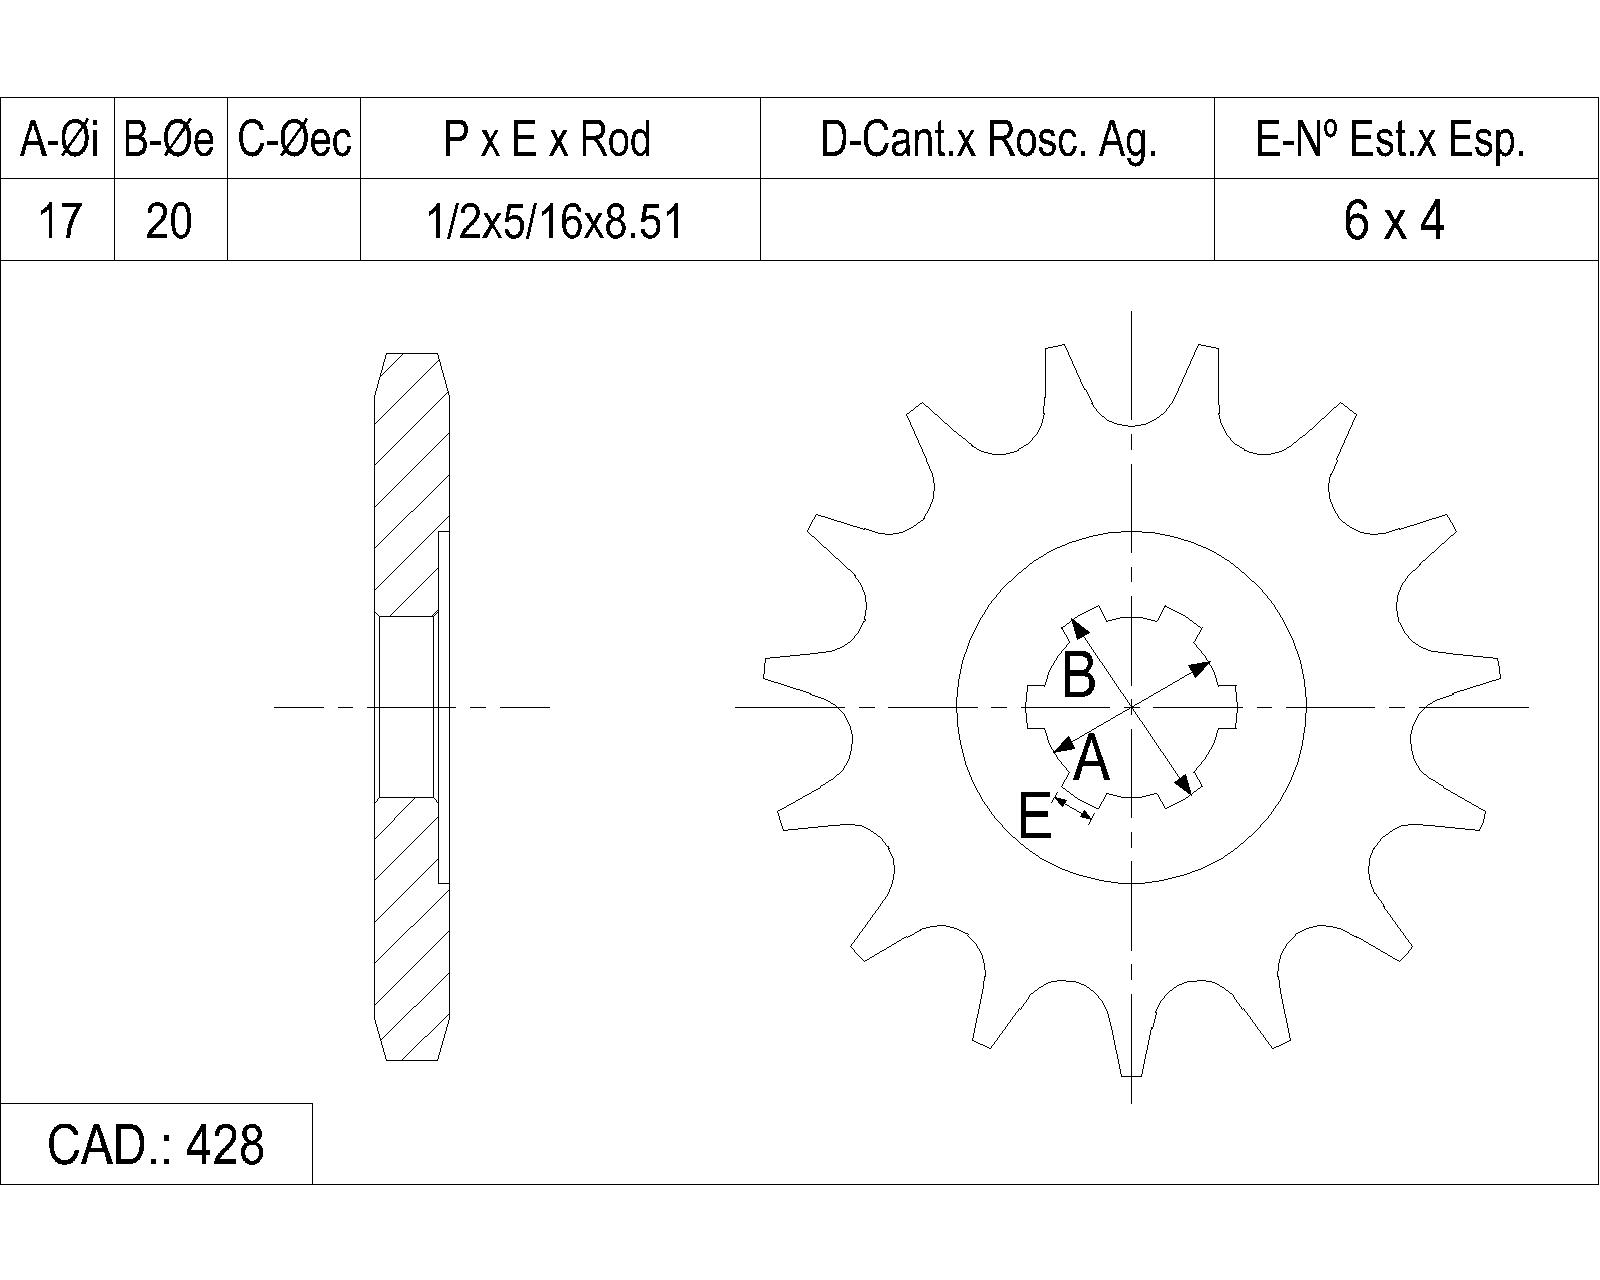 A-Øi B-Øe C-Øec P x E x Rod D-Cant.x Rosc. Ag. E-Nº Est.x Esp.
17 20 1/2x5/16x8.51 6 x 4
B
A
E
CAD.: 428